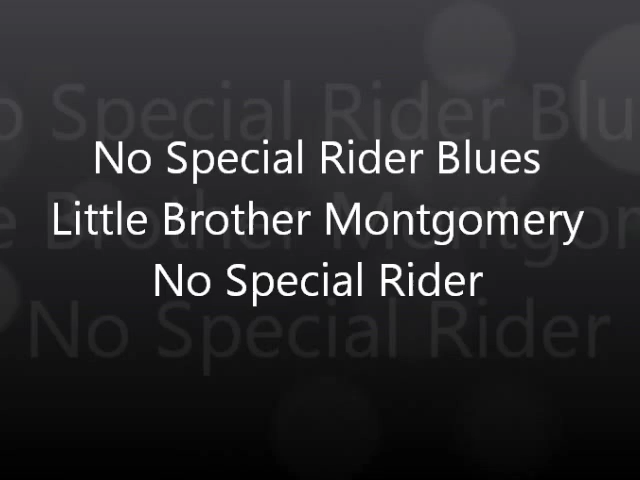 No Special Rider Blues
Little Brother Montgomery
No Special Rider